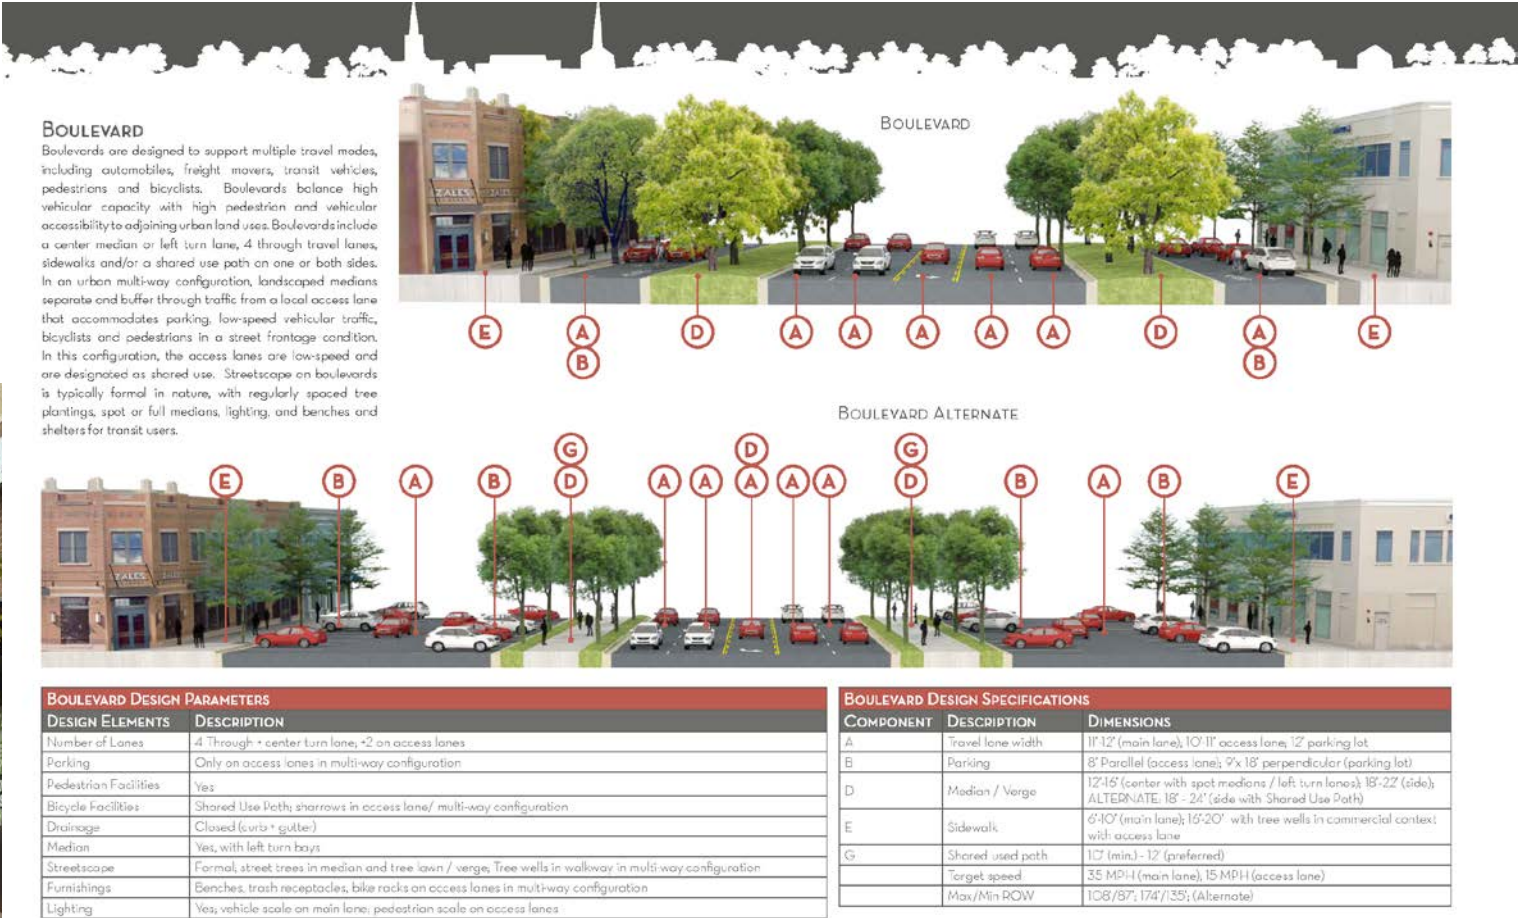 BOULEVARD
Boulevards are designed to support multiple travel modes,
including automobiles, freight movers, transit vehicles,
pedestrians and bicyclists. Boulevards balance high
vehicular capacity with high pedestrian and vehicular
accessibility to adjoining urban land uses. Boulevards include
a center median or left turn lane, 4 through travel lanes,
sidewalks and/or a shared use path on one or both sides.
In an urban multi-way configuration, landscaped medians
separate and buffer through traffic from a local access lane
that accommodates parking, low-speed vehicular traffic,
bicyclists and pedestrians in a street frontage condition.
In this configuration, the access lanes are low-speed and
are designated as shared use. Streetscape on boulevards
is typically formal in nature, with regularly spaced tree
plantings, spot or full medians, lighting, and benches and
shelters for transit users.
BOULEVARD
ZALES
ZALES
E A D A A A A A D A E
B B
BOULEVARD ALTERNATE
G D G
E B A B D A A A A A D B A B E
ZALES
BOULEVARD DESIGN PARAMETERS
DESIGN ELEMENTS DESCRIPTION
Number of Lanes 4 Through + center turn lane; +2 on access lanes
Parking Only on access lanes in multi-way configuration
Pedestrian Facilities Yes
Bicycle Facilities Shared Use Path; sharrows in access lane/ multi-way configuration
Drainage Closed (curb + gutter)
Median Yes, with left turn bays
Streetscape Formal; street trees in median and tree lawn / verge; Tree wells in walkway in multi-way configuration
Furnishings Benches, trash receptacles, bike racks on access lanes in multi-way configuration
Lighting Yes; vehicle scale on main lane; pedestrian scale on access lanes
BOULEVARD DESIGN SPECIFICATIONS
COMPONENT DESCRIPTION DIMENSIONS
A Travel lane width 11'-12' (main lane); 10'-11' access lane; 12' parking lot
B Parking 8' Parallel (access lane); 9'x 18' perpendicular (parking lot)
D Median / Verge 12'-16' (center with spot medians / left turn lanes); 18'-22' (side);
ALTERNATE: 18' - 24' (side with Shared Use Path)
E Sidewalk 6'-10' (main lane); 16'-20' with tree wells in commercial context
with access lane
G Shared used path 10' (min.) - 12' (preferred)
Target speed 35 MPH (main lane); 15 MPH (access lane)
Max/Min ROW 108'/87'; 174'/135'; (Alternate)